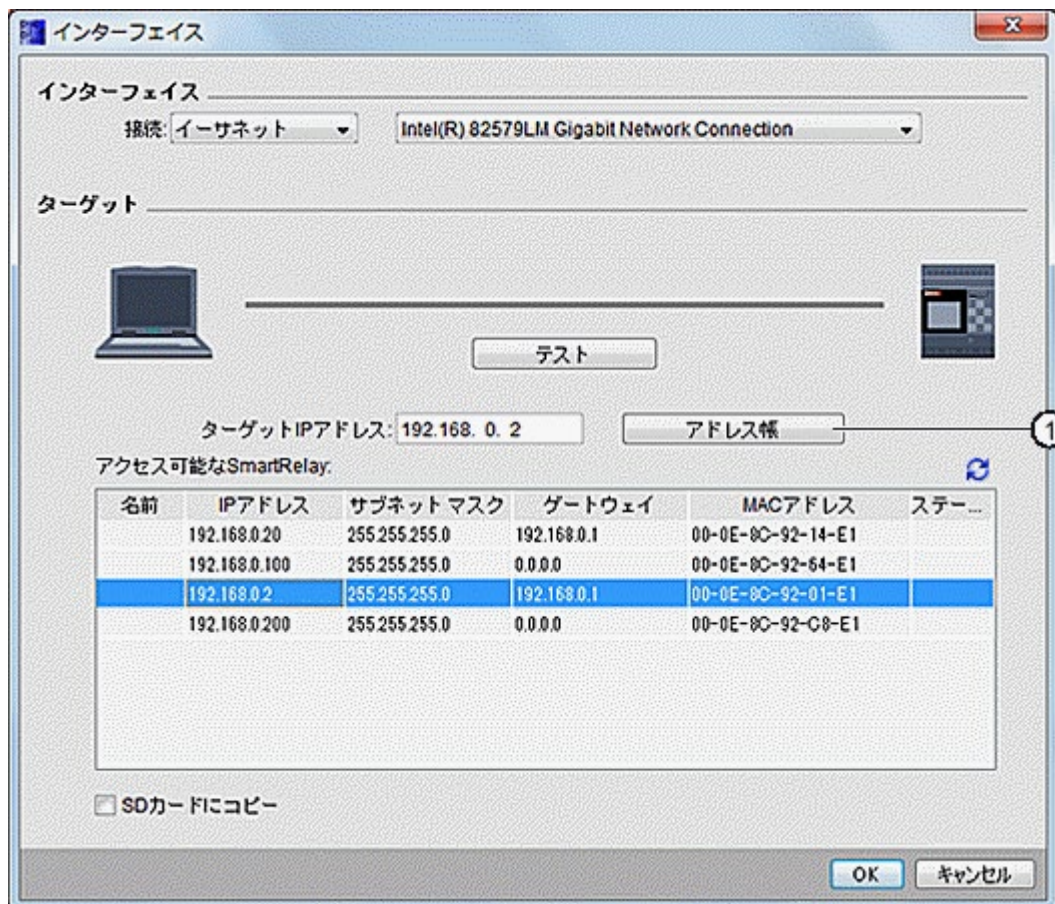 インターフェイス
インターフェイス
接続: イーサネット Intel(R) 82579LM Gigabit Network Connection
ターゲット
テスト
ターゲットIPアドレス: 192.168. 0. 2 アドレス帳 1
アクセス可能なSmartRelay:
名前 IPアドレス サブネット マスク ゲートウェイ MACアドレス ステー...
192.168.0.20 255.255.255.0 192.168.0.1 00-0E-8C-92-14-E1
192.168.0.100 255.255.255.0 0.0.0.0 00-0E-8C-92-64-E1
192.168.0.2 255.255.255.0 192.168.0.1 00-0E-8C-92-01-E1
192.168.0.200 255.255.255.0 0.0.0.0 00-0E-8C-92-C8-E1
SDカードにコピー
OK キャンセル